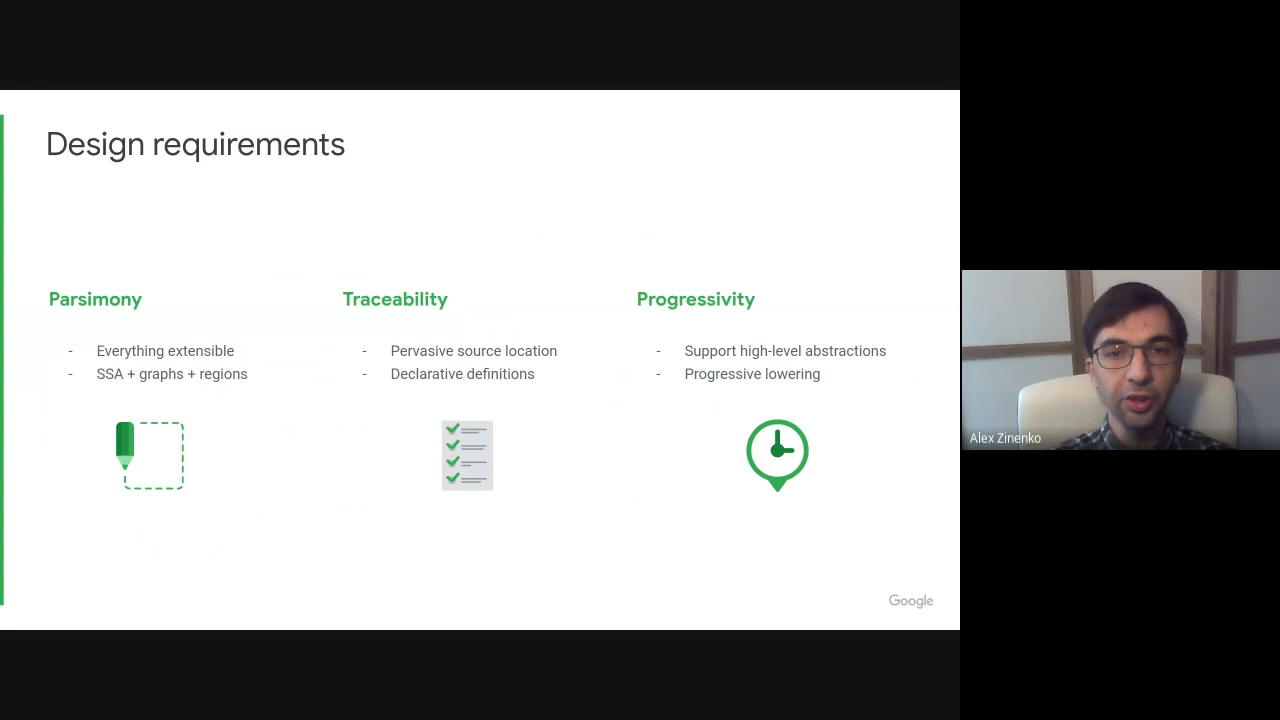 Design requirements
Parsimony
- Everything extensible
- SSA + graphs + regions
Traceability
- Pervasive source location
- Declarative definitions
Progressivity
- Support high-level abstractions
- Progressive lowering
Google
Alex Zinenko